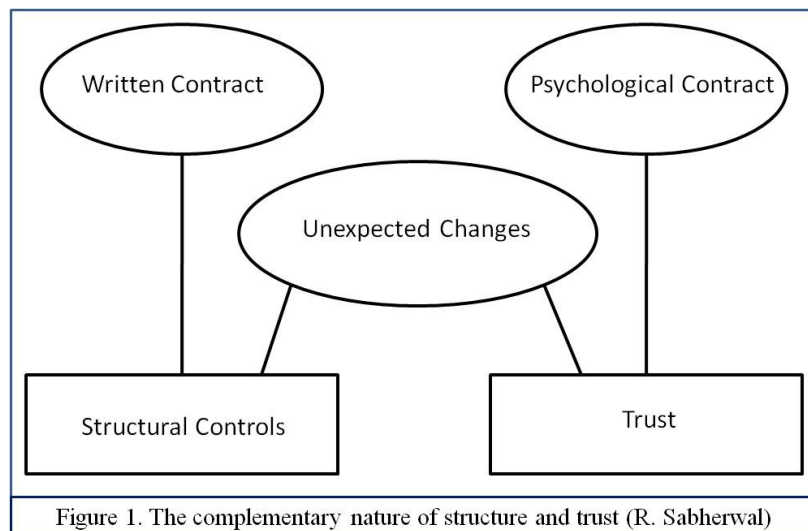 Written Contract
Psychological Contract
Unexpected Changes
Structural Controls
Trust
Figure 1. The complementary nature of structure and trust (R. Sabherwal)